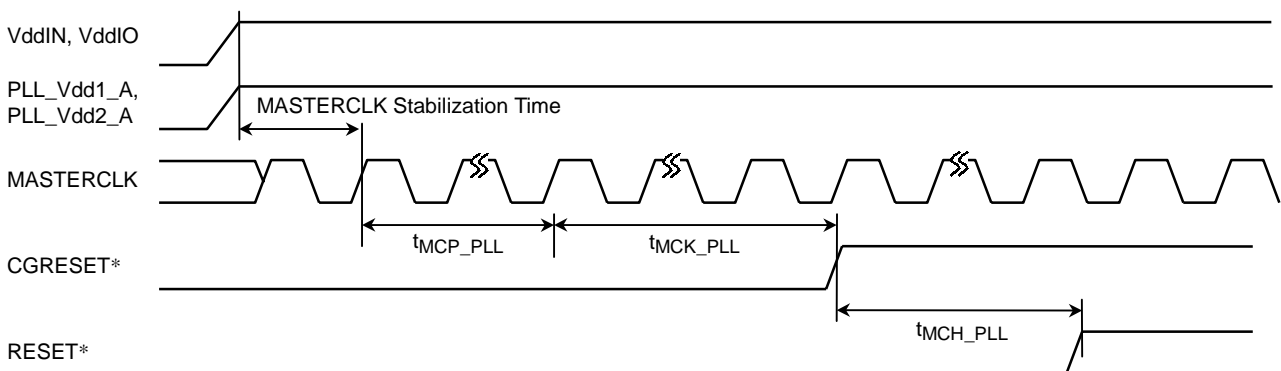 VddIN, VddIO
PLL_Vdd1_A,
PLL_Vdd2_A
MASTERCLK Stabilization Time
MASTERCLK
tMCP_PLL
tMCK_PLL
CGRESET*
tMCH_PLL
RESET*